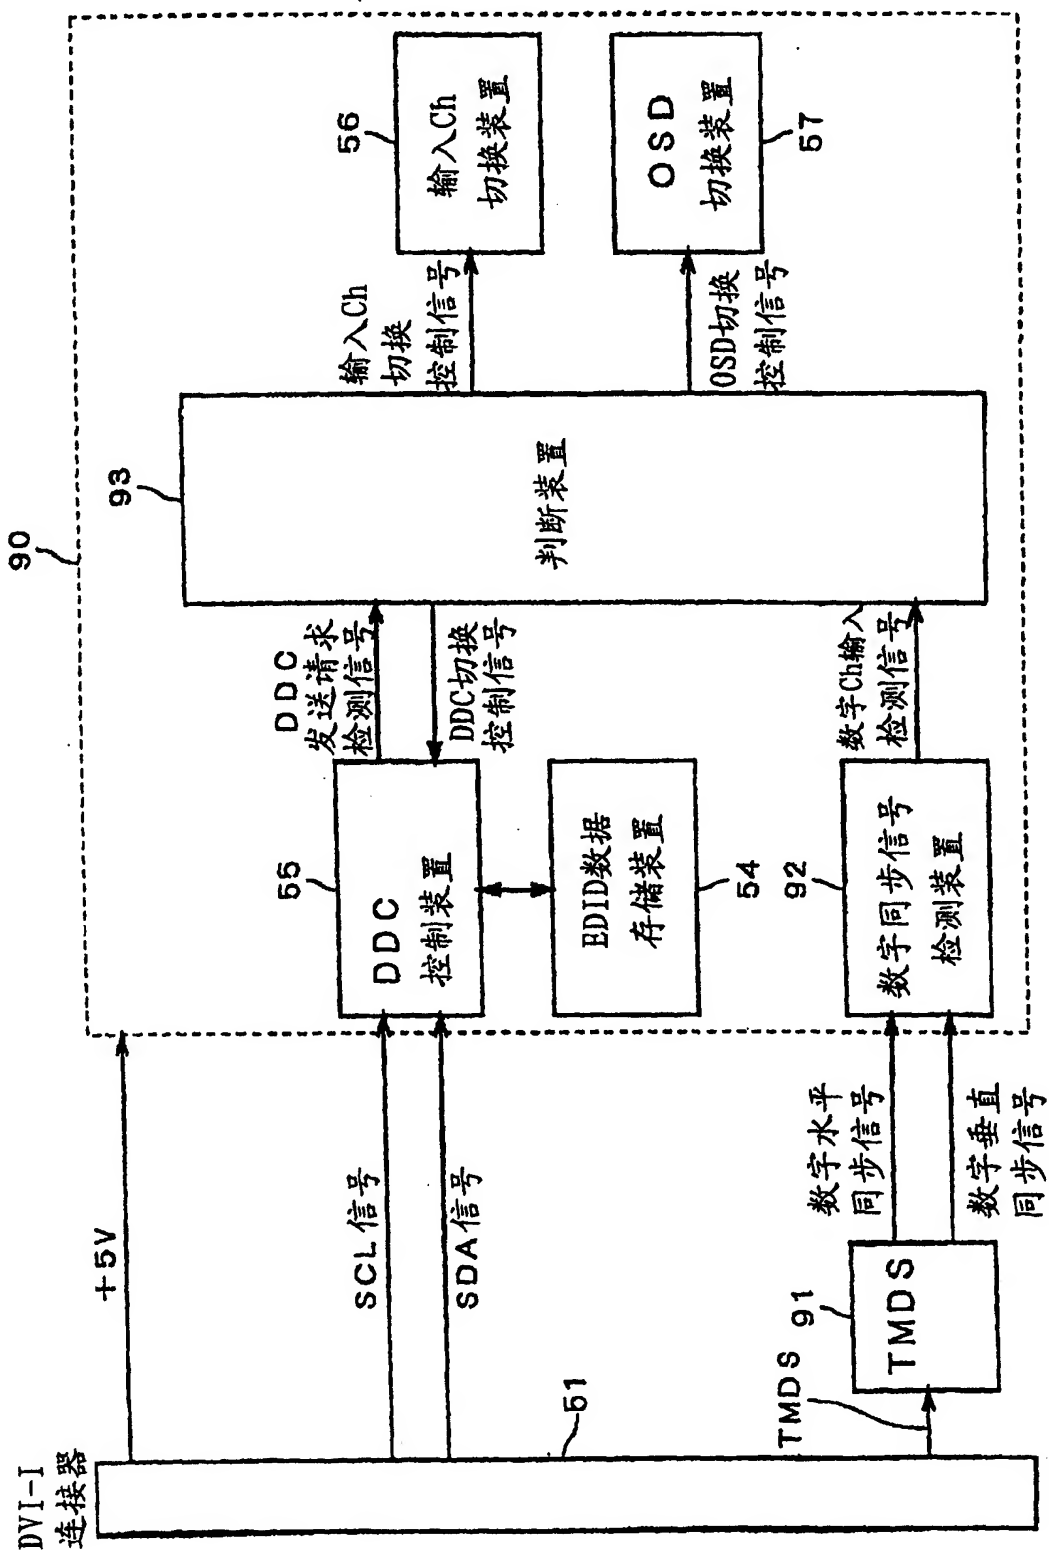 90
DVI-I
连接器
51
+5V
SCL信号
SDA信号
TMDS
91
TMDS
数字水平
同步信号
数字垂直
同步信号
55
DDC
控制装置
EDID数据
存储装置
54
92
数字同步信号
检测装置
DDC
发送请求
检测信号
DDC切换
控制信号
数字Ch输入
检测信号
93
判断装置
输入Ch
切换
控制信号
OSD切换
控制信号
56
输入Ch
切换装置
OSD
切换装置
57